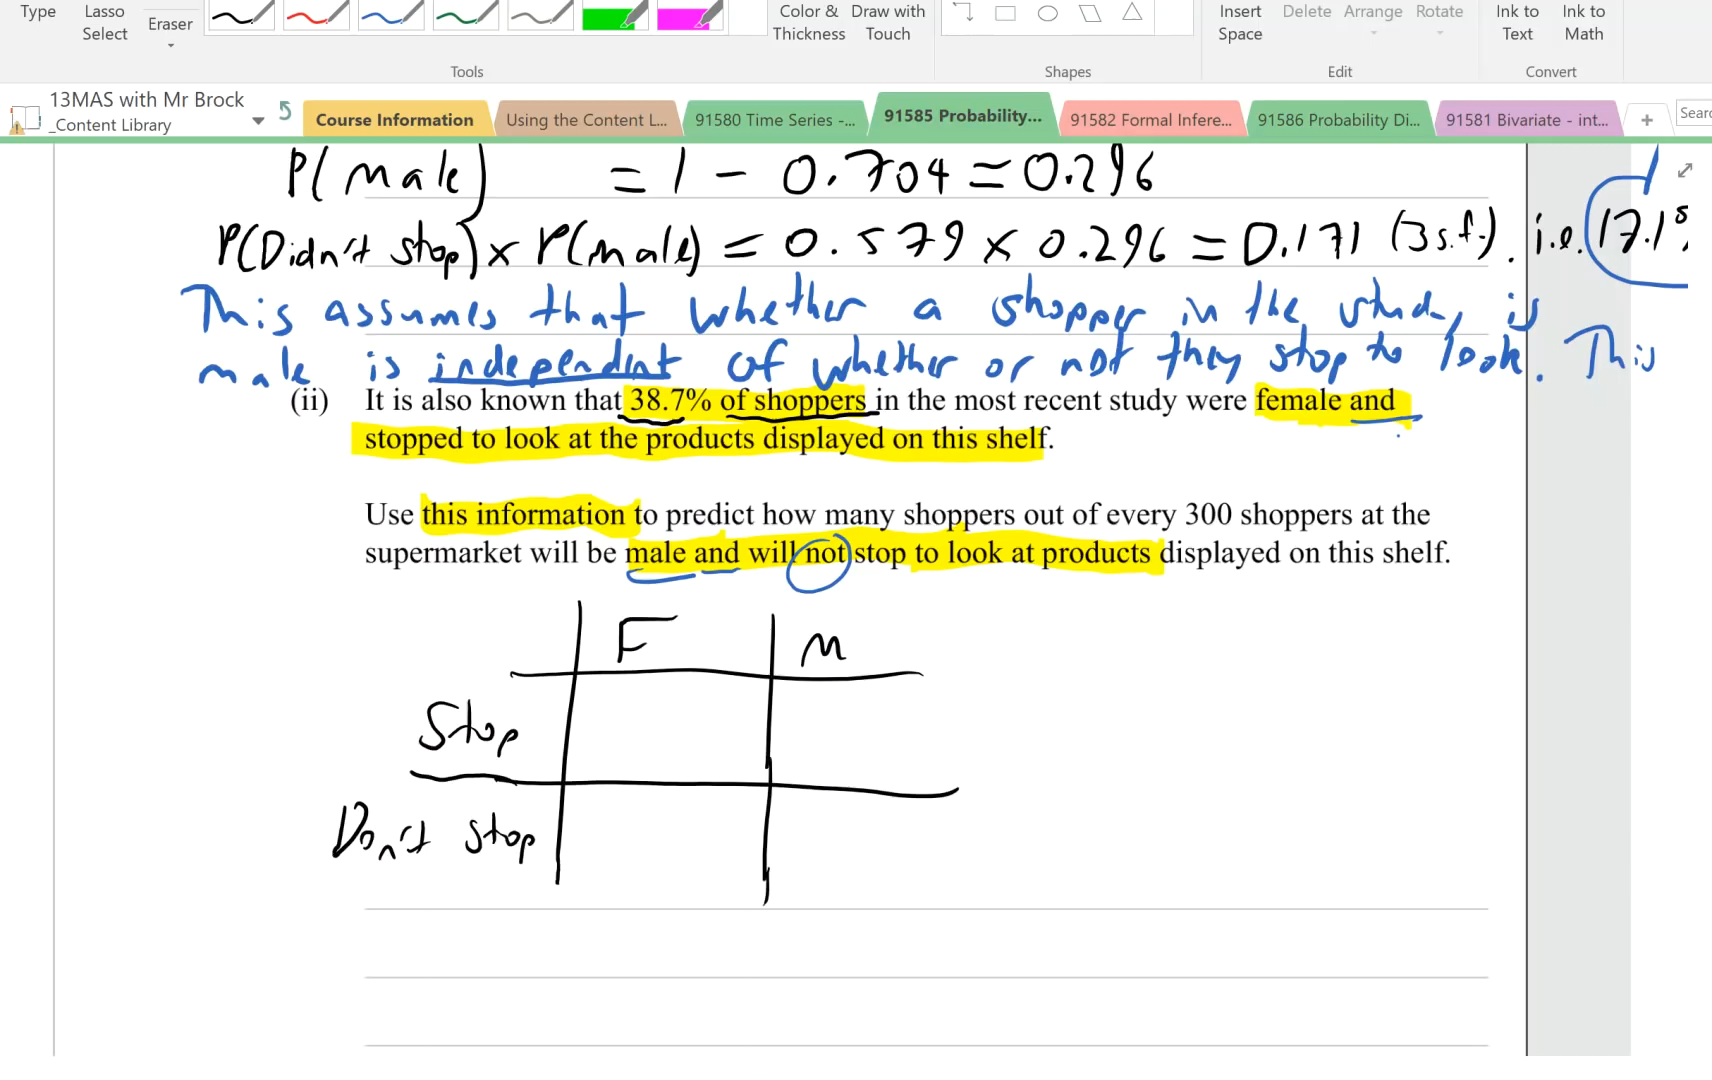 Type
Lasso
Select
Eraser
Color &
Thickness
Draw with
Touch
Insert
Space
Delete
Arrange
Rotate
Ink to
Text
Ink to
Math
Tools
Shapes
Edit
Convert
13MAS with Mr Brock
_Content Library
Course Information
Using the Content L...
91580 Time Series -...
91585 Probability...
91582 Formal Infere...
91586 Probability Di...
91581 Bivariate - int...
+
Sear
P(male) = 1 - 0.704 = 0.296
P(Didn't stop) × P(male) = 0.579 × 0.296 = 0.171 (3 s.f.). i.e. 17.1%
This assumes that whether a shopper in the study is
male is independent of whether or not they stop to look. This
(ii) It is also known that 38.7% of shoppers in the most recent study were female and
stopped to look at the products displayed on this shelf.
Use this information to predict how many shoppers out of every 300 shoppers at the
supermarket will be male and will not stop to look at products displayed on this shelf.
F M
Stop
Don't stop